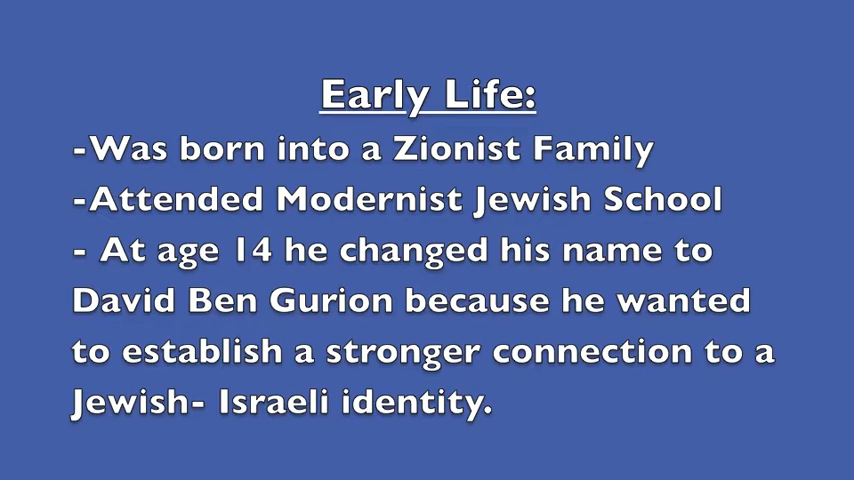 Early Life:
-Was born into a Zionist Family
-Attended Modernist Jewish School
- At age 14 he changed his name to
David Ben Gurion because he wanted
to establish a stronger connection to a
Jewish- Israeli identity.